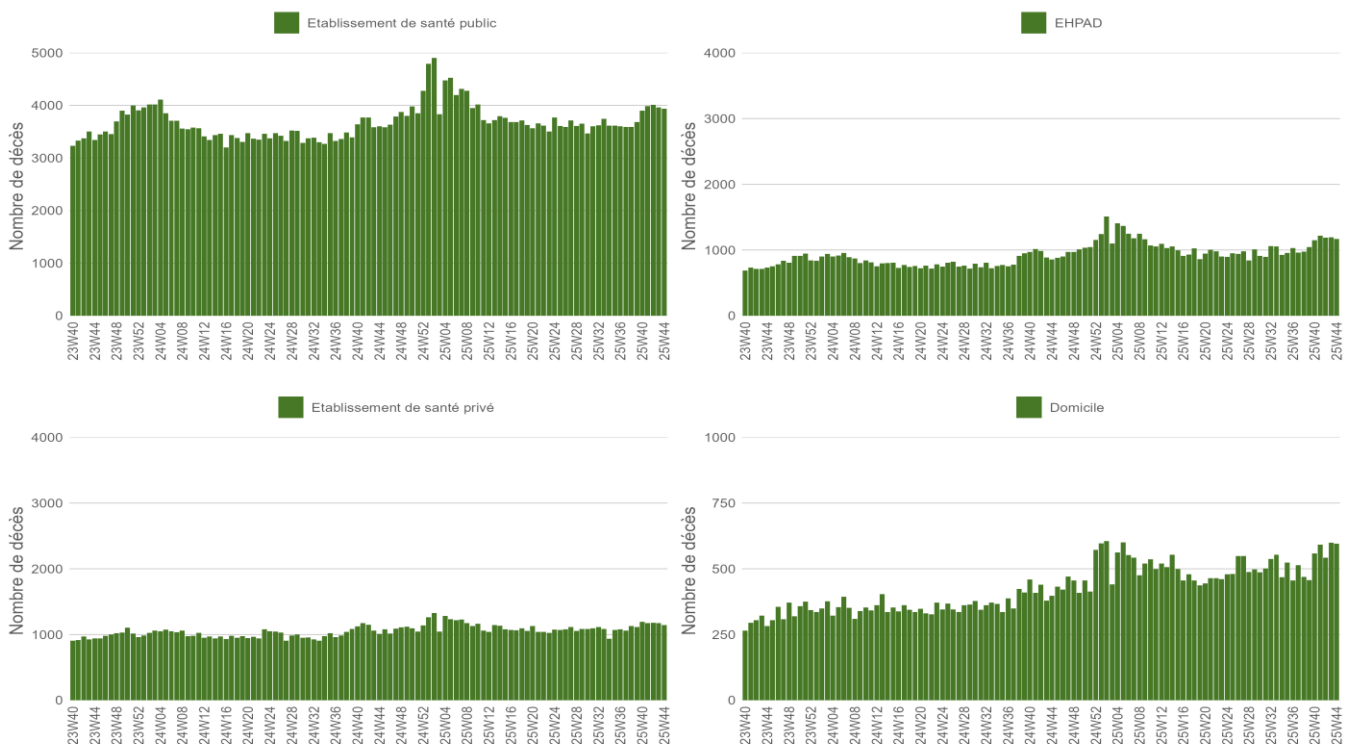 Etablissement de santé public
Nombre de décès
5000
4000
3000
2000
1000
0
23W40 23W44 23W48 23W52 24W04 24W08 24W12 24W16 24W20 24W24 24W28 24W32 24W36 24W40 24W44 24W48 24W52 25W04 25W08 25W12 25W16 25W20 25W24 25W28 25W32 25W36 25W40 25W44
EHPAD
Nombre de décès
4000
3000
2000
1000
0
23W40 23W44 23W48 23W52 24W04 24W08 24W12 24W16 24W20 24W24 24W28 24W32 24W36 24W40 24W44 24W48 24W52 25W04 25W08 25W12 25W16 25W20 25W24 25W28 25W32 25W36 25W40 25W44
Etablissement de santé privé
Nombre de décès
4000
3000
2000
1000
0
23W40 23W44 23W48 23W52 24W04 24W08 24W12 24W16 24W20 24W24 24W28 24W32 24W36 24W40 24W44 24W48 24W52 25W04 25W08 25W12 25W16 25W20 25W24 25W28 25W32 25W36 25W40 25W44
Domicile
Nombre de décès
1000
750
500
250
0
23W40 23W44 23W48 23W52 24W04 24W08 24W12 24W16 24W20 24W24 24W28 24W32 24W36 24W40 24W44 24W48 24W52 25W04 25W08 25W12 25W16 25W20 25W24 25W28 25W32 25W36 25W40 25W44